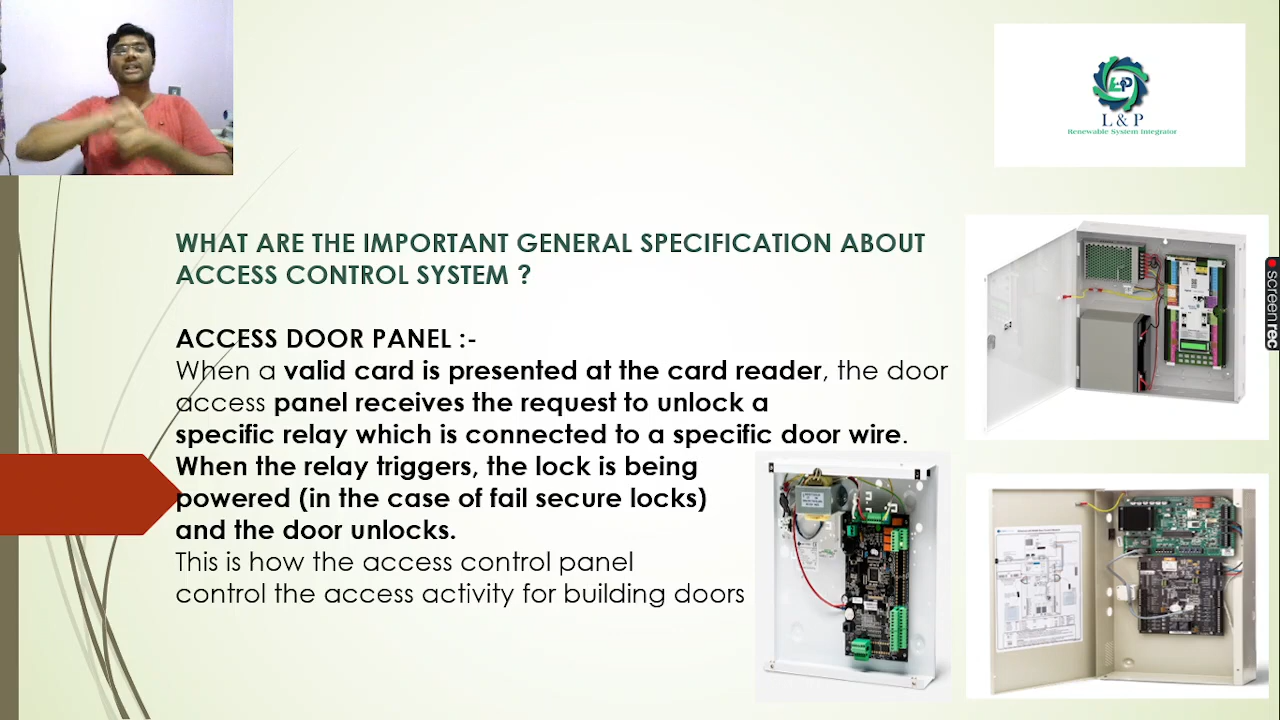 L & P
Renewable System Integrator
WHAT ARE THE IMPORTANT GENERAL SPECIFICATION ABOUT
ACCESS CONTROL SYSTEM ?
ACCESS DOOR PANEL :-
When a valid card is presented at the card reader, the door
access panel receives the request to unlock a
specific relay which is connected to a specific door wire.
When the relay triggers, the lock is being
powered (in the case of fail secure locks)
and the door unlocks.
This is how the access control panel
control the access activity for building doors
screenrec